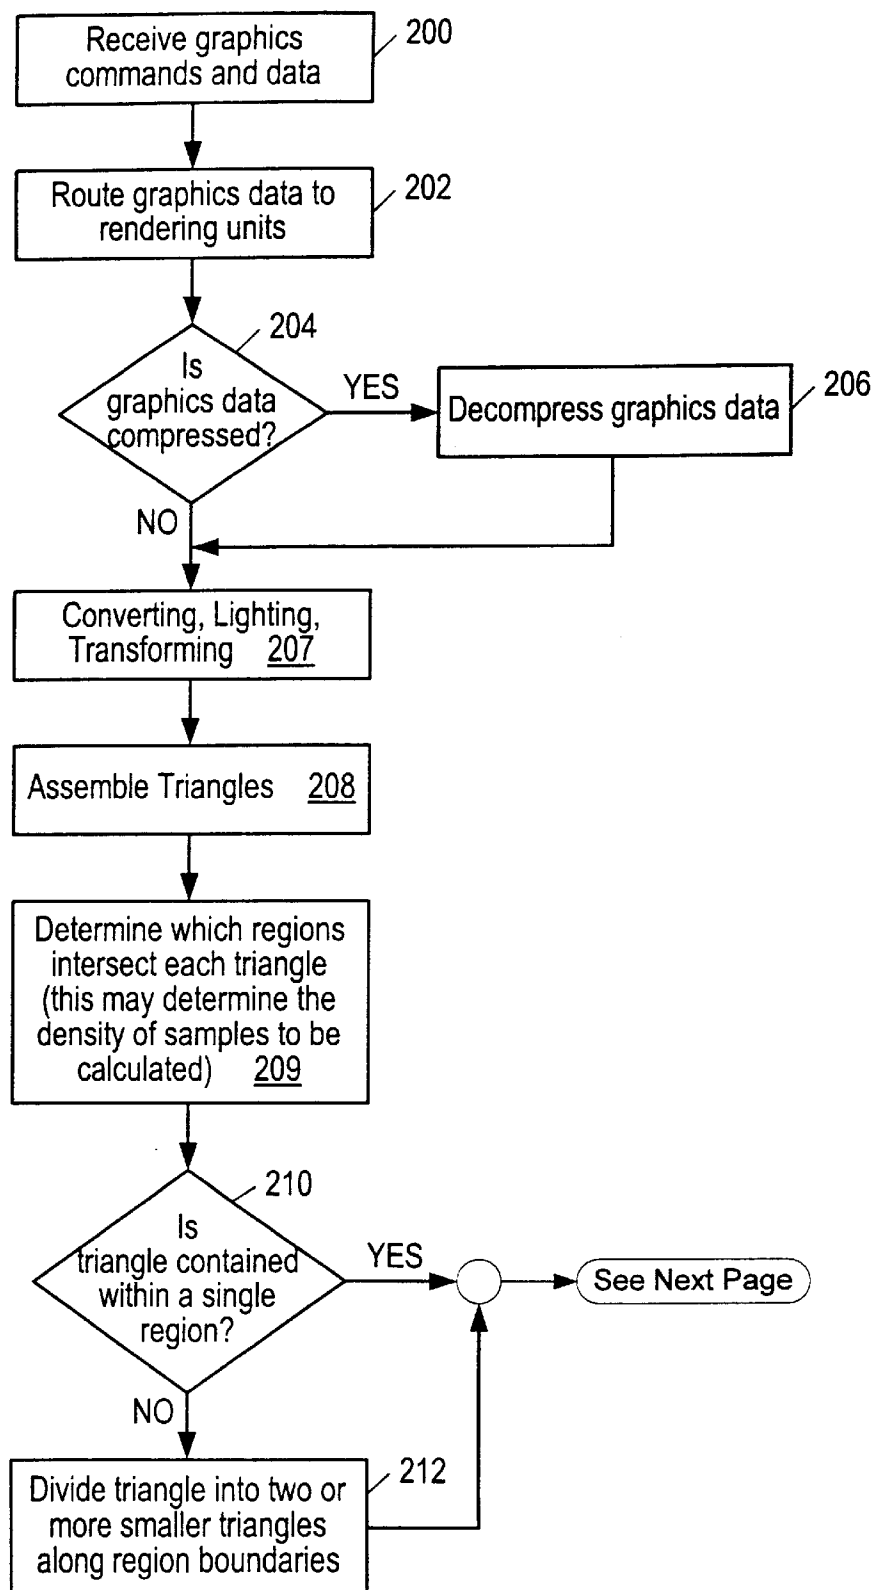 Receive graphics
commands and data
200
Route graphics data to
rendering units
202
204
Is
graphics data
compressed?
YES
Decompress graphics data
206
NO
Converting, Lighting,
Transforming 207
Assemble Triangles 208
Determine which regions
intersect each triangle
(this may determine the
density of samples to be
calculated) 209
210
Is
triangle contained
within a single
region?
YES
See Next Page
NO
212
Divide triangle into two or
more smaller triangles
along region boundaries